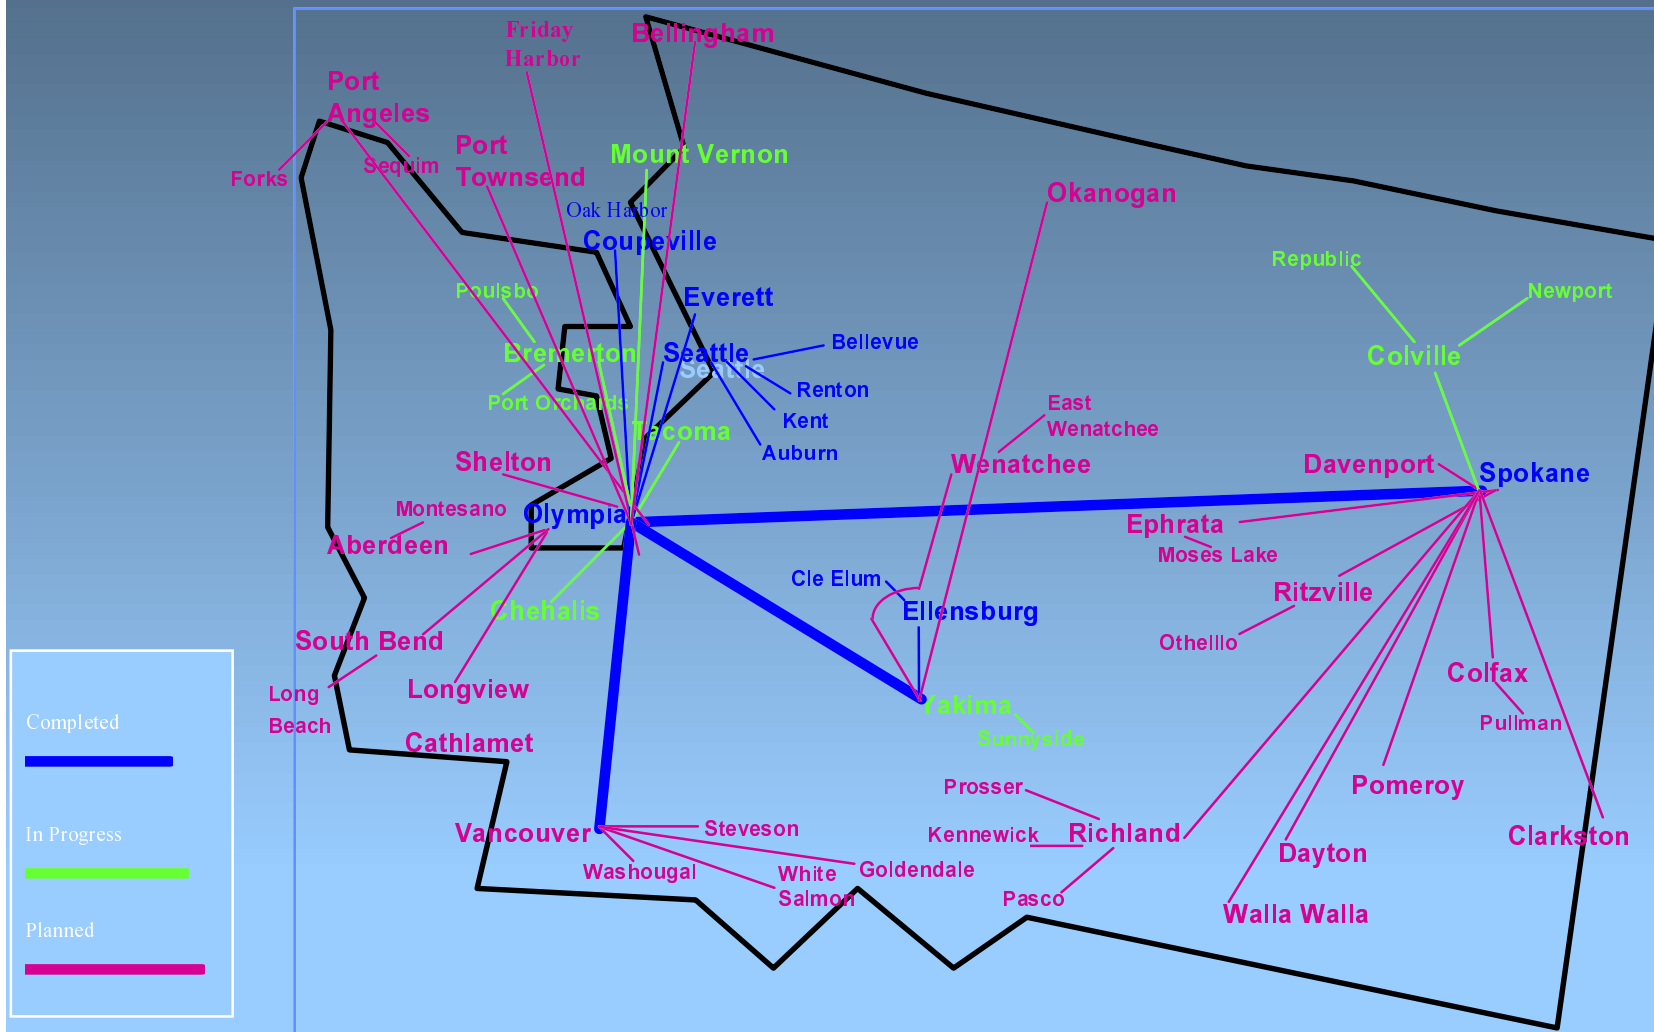 Friday
Harbor
Bellingham
Port
Angeles
Port
Townsend
Mount Vernon
Sequim
Forks
Okanogan
Oak Harbor
Coupeville
Republic
Poulsbo
Everett
Newport
Bellevue
Bremerton
Seattle
Seattle
Colville
Renton
Port Orchards
East
Wenatchee
Kent
Tacoma
Auburn
Shelton
Wenatchee
Davenport
Spokane
Montesano
Olympia
Ephrata
Aberdeen
Moses Lake
Cle Elum
Ritzville
Chehalis
Ellensburg
South Bend
Othelllo
Colfax
Long
Beach
Longview
Yakima
Pullman
Completed
Cathlamet
Sunnyside
Prosser
Pomeroy
In Progress
Vancouver
Steveson
Kennewick
Richland
Clarkston
Washougal
White
Salmon
Goldendale
Dayton
Pasco
Walla Walla
Planned